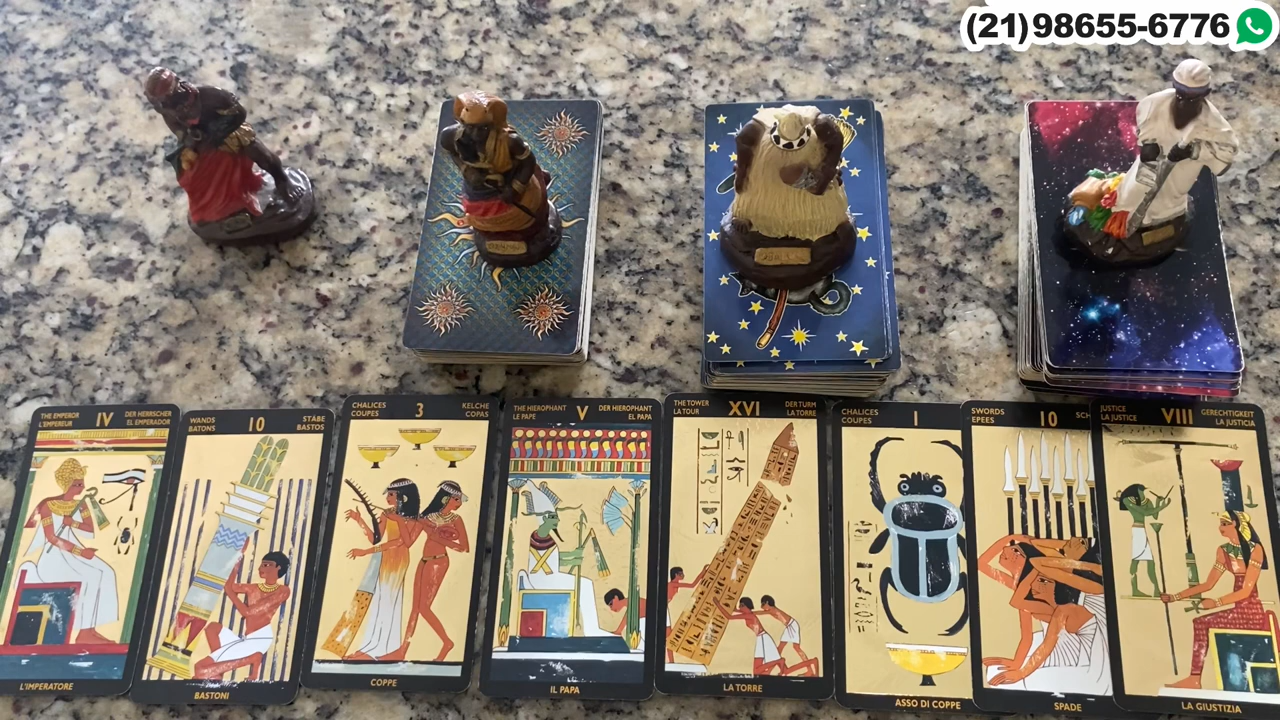 (21)98655-6776
THE EMPEROR
L'EMPEREUR
IV
DER HERRSCHER
EL EMPERADOR
L'IMPERATORE
WANDS
BATONS
10
STÄBE
BASTOS
BASTONI
CHALICES
COUPES
3
KELCHE
COPAS
COPPE
THE HIEROPHANT
LE PAPE
V
DER HIEROPHANT
EL PAPA
IL PAPA
THE TOWER
LA TOUR
XVI
DER TURM
LA TORRE
LA TORRE
CHALICES
COUPES
1
ASSO DI COPPE
SWORDS
EPEES
10
SCH
SPADE
JUSTICE
LA JUSTICE
VIII
GERECHTIGKEIT
LA JUSTICIA
LA GIUSTIZIA